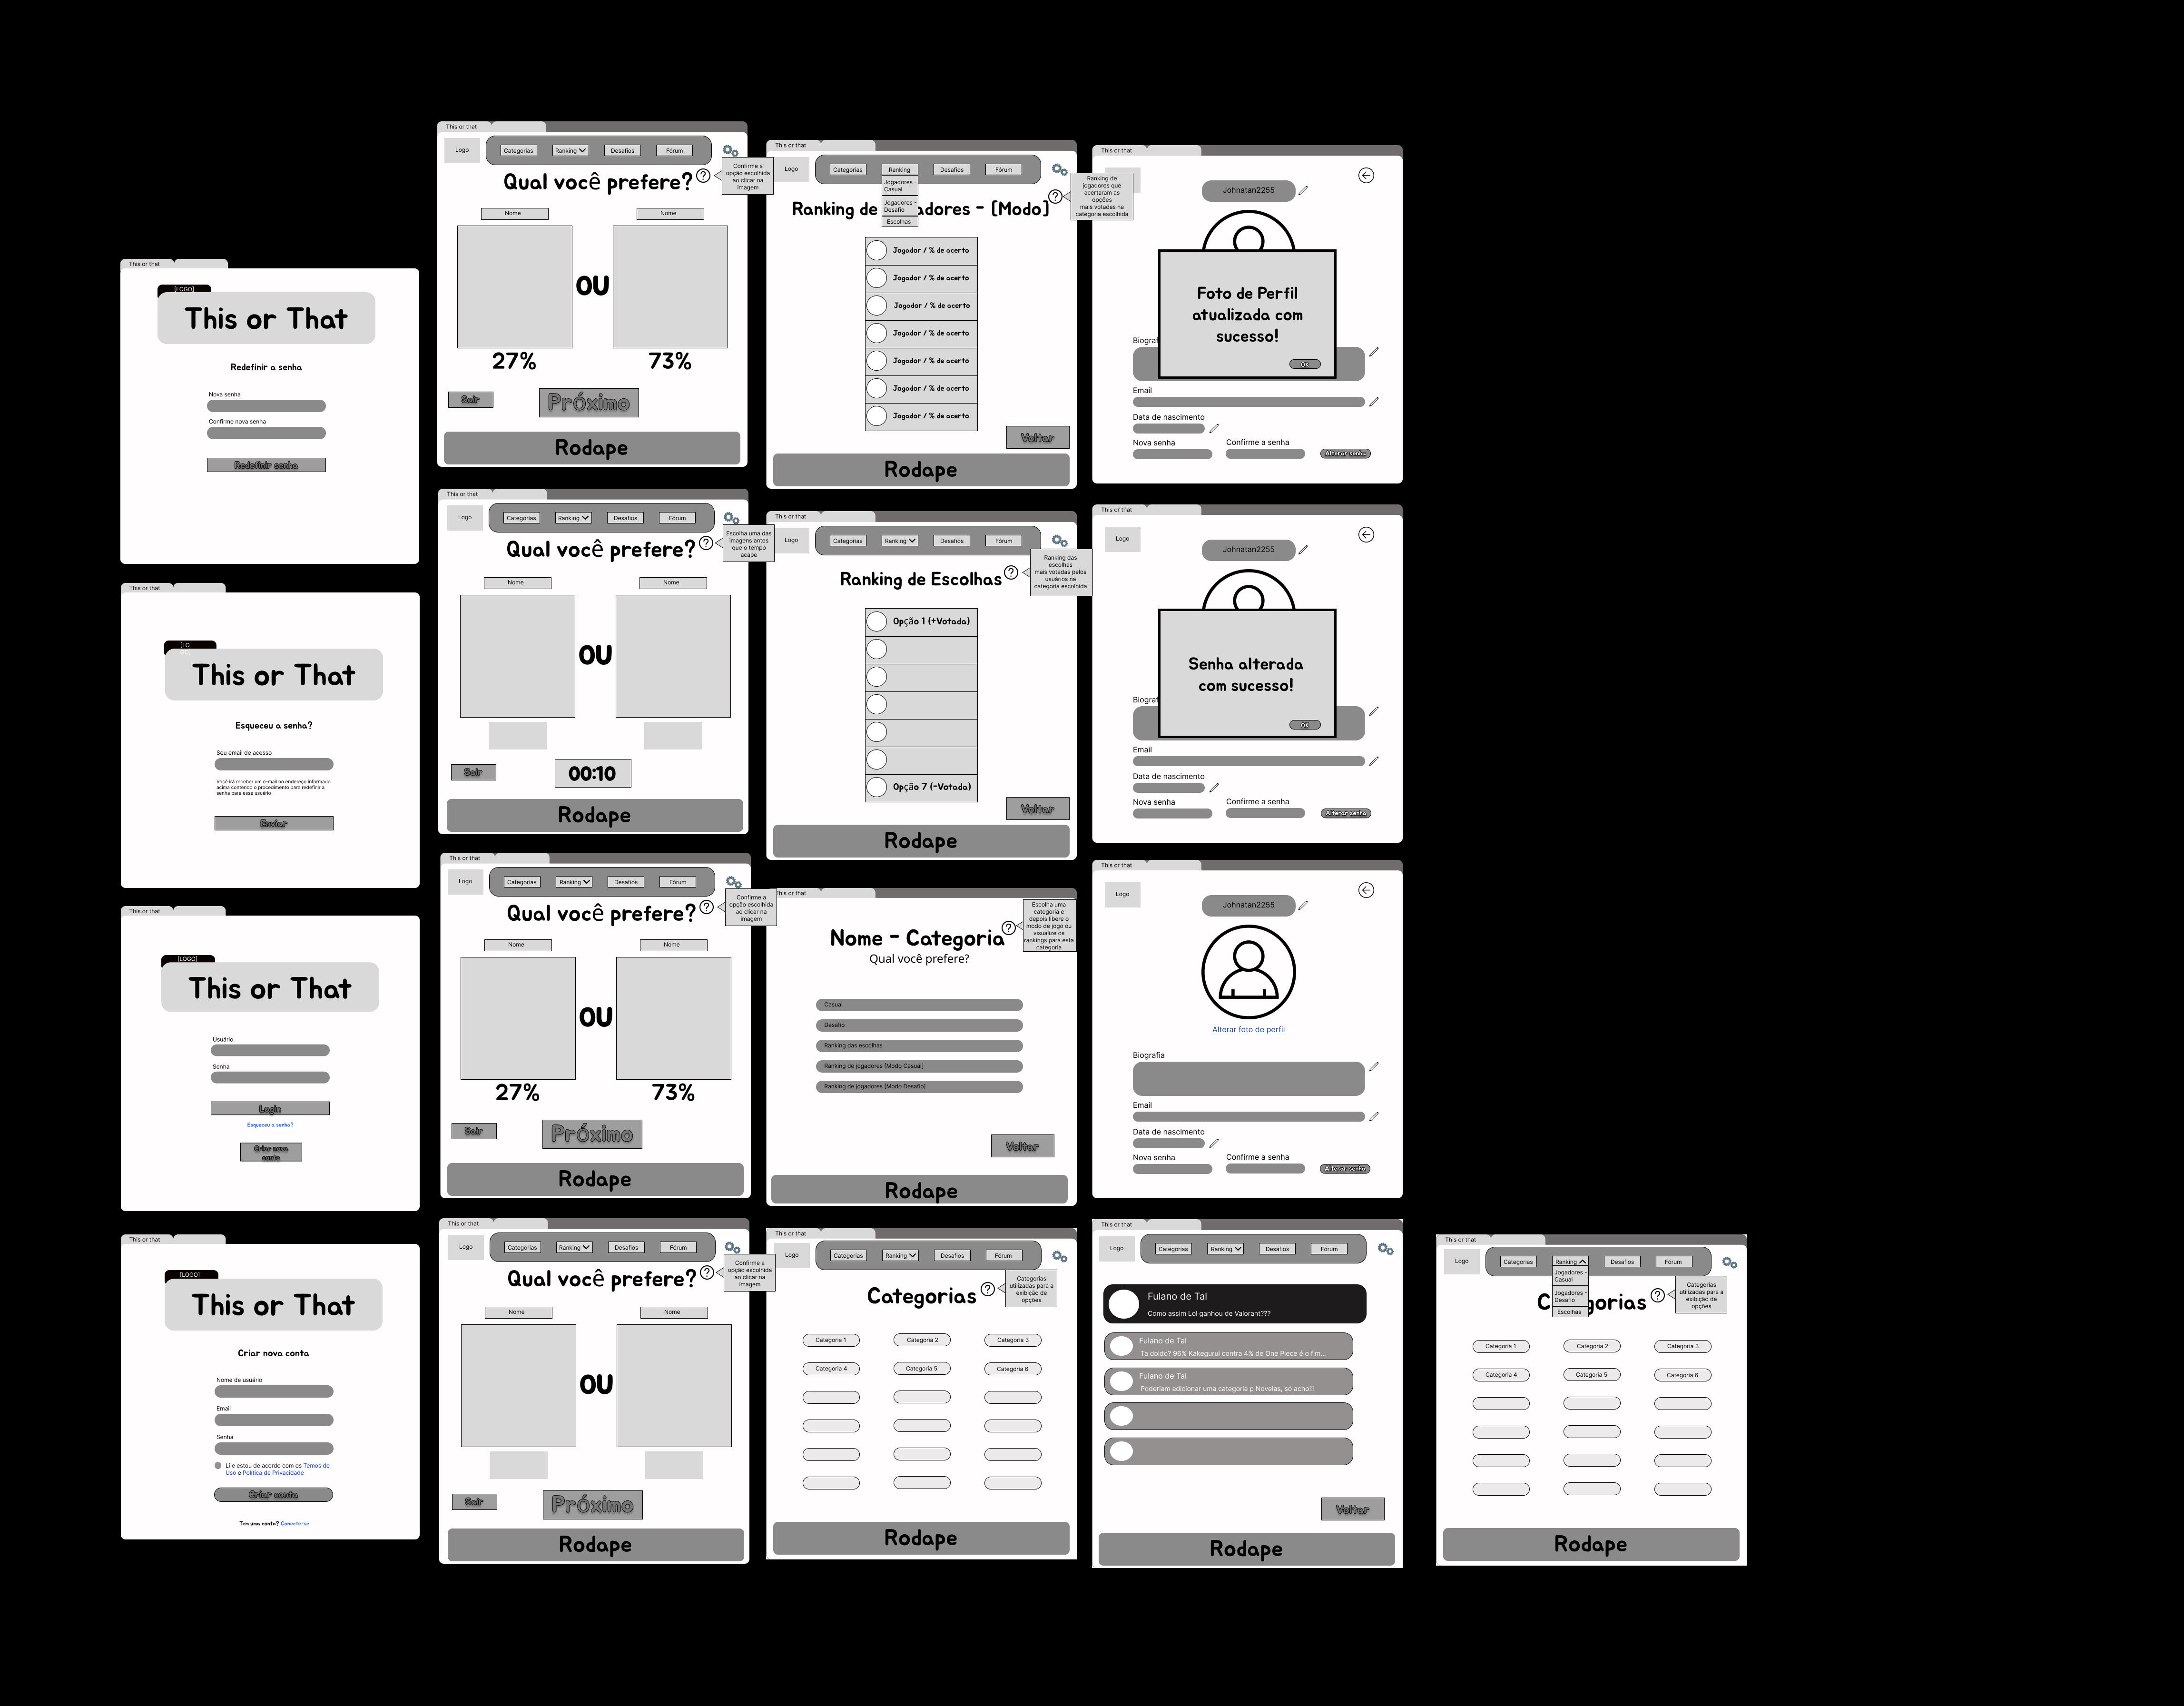 This or that
[LOGO]
This or That
Redefinir a senha
Nova senha
Confirme nova senha
Redefinir senha
This or that
[LO
This or That
Esqueceu a senha?
Seu email de acesso
Você irá receber um e-mail no endereço informado
acima contendo o procedimento para redefinir a
senha para esse usuário
Enviar
This or that
[LOGO]
This or That
Usuário
Senha
Login
Esqueceu a senha?
Criar nova
conta
This or that
[LOGO]
This or That
Criar nova conta
Nome de usuário
Email
Senha
Li e estou de acordo com os Temos de
Uso e Política de Privacidade
Criar conta
Tem uma conta? Conecte-se
This or that
Logo
Categorias
Ranking
Desafios
Fórum
Qual você prefere?
?
Confirme a
opção escolhida
ao clicar na
imagem
Nome
Nome
OU
27%
73%
Sair
Próximo
Rodape
This or that
Logo
Categorias
Ranking
Desafios
Fórum
Qual você prefere?
?
Escolha uma das
imagens antes
que o tempo
acabe
Nome
Nome
OU
Sair
00:10
Rodape
This or that
Logo
Categorias
Ranking
Desafios
Fórum
Qual você prefere?
?
Confirme a
opção escolhida
ao clicar na
imagem
Nome
Nome
OU
27%
73%
Sair
Próximo
Rodape
This or that
Logo
Categorias
Ranking
Desafios
Fórum
Qual você prefere?
?
Confirme a
opção escolhida
ao clicar na
imagem
Nome
Nome
OU
Sair
Próximo
Rodape
This or that
Logo
Categorias
Ranking
Desafios
Fórum
Jogadores -
Casual
Jogadores -
Desafio
Escolhas
Ranking de adores - [Modo]
?
Ranking de
jogadores que
acertaram as
opções
mais votadas na
categoria escolhida
Jogador / % de acerto
Jogador / % de acerto
Jogador / % de acerto
Jogador / % de acerto
Jogador / % de acerto
Jogador / % de acerto
Jogador / % de acerto
Voltar
Rodape
This or that
Logo
Categorias
Ranking
Desafios
Fórum
Ranking de Escolhas
?
Ranking das
escolhas
mais votadas pelos
usuários na
categoria escolhida
Opção 1 (+Votada)
Opção 7 (-Votada)
Voltar
Rodape
This or that
Nome - Categoria
?
Escolha uma
categoria e
depois libere o
modo de jogo ou
visualize os
rankings para esta
categoria
Qual você prefere?
Casual
Desafio
Ranking das escolhas
Ranking de jogadores [Modo Casual]
Ranking de jogadores [Modo Desafio]
Voltar
Rodape
This or that
Logo
Categorias
Ranking
Desafios
Fórum
Categorias
?
Categorias
utilizadas para a
exibição de
opções
Categoria 1
Categoria 2
Categoria 3
Categoria 4
Categoria 5
Categoria 6
Rodape
This or that
Johnatan2255
Foto de Perfil
atualizada com
sucesso!
OK
Biograf
Email
Data de nascimento
Nova senha
Confirme a senha
Alterar senha
This or that
Logo
Johnatan2255
Senha alterada
com sucesso!
OK
Biograf
Email
Data de nascimento
Nova senha
Confirme a senha
Alterar senha
This or that
Logo
Johnatan2255
Alterar foto de perfil
Biografia
Email
Data de nascimento
Nova senha
Confirme a senha
Alterar senha
This or that
Logo
Categorias
Ranking
Desafios
Fórum
Fulano de Tal
Como assim Lol ganhou de Valorant???
Fulano de Tal
Ta doido? 96% Kakegurui contra 4% de One Piece é o fim...
Fulano de Tal
Poderiam adicionar uma categoria p Novelas, só acho!!!
Voltar
Rodape
This or that
Logo
Categorias
Ranking
Desafios
Fórum
Jogadores -
Casual
Jogadores -
Desafio
Escolhas
C gorias
?
Categorias
utilizadas para a
exibição de
opções
Categoria 1
Categoria 2
Categoria 3
Categoria 4
Categoria 5
Categoria 6
Rodape